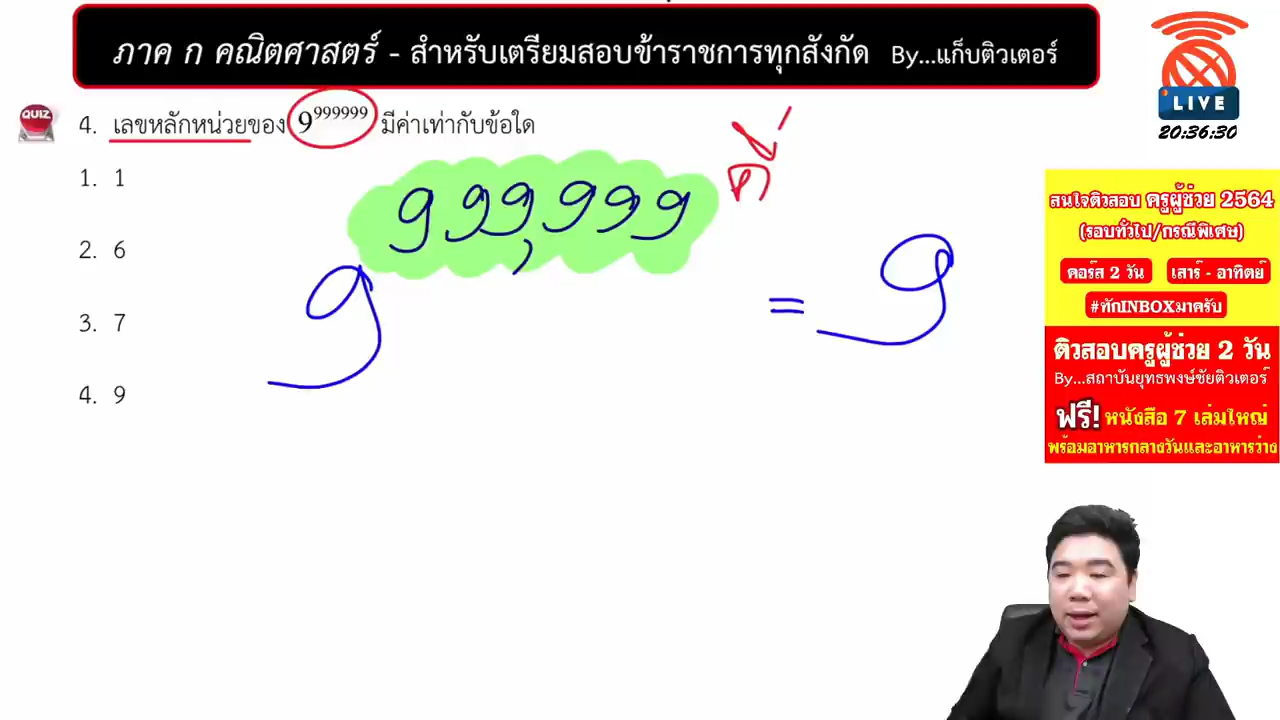 ภาค ก คณิตศาสตร์ - สำหรับเตรียมสอบข้าราชการทุกสังกัด By...แก็บติวเตอร์
LIVE
20:36:30
QUIZ
4. เลขหลักหน่วยของ 9^999999 มีค่าเท่ากับข้อใด
1. 1
2. 6
3. 7
4. 9
9^999,999 คี่ = 9
สนใจติวสอบ ครูผู้ช่วย 2564
(รอบทั่วไป/กรณีพิเศษ)
คอร์ส 2 วัน เสาร์ - อาทิตย์
#ทักINBOXมาครับ
ติวสอบครูผู้ช่วย 2 วัน
By...สถาบันยุทธพงษ์ชัยติวเตอร์
ฟรี! หนังสือ 7 เล่มใหญ่
พร้อมอาหารกลางวันและอาหารว่าง